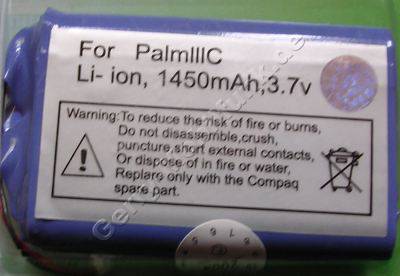 For PalmIIIC
Li- ion, 1450mAh,3.7v
Warning:To reduce the risk of fire or burns,
Do not disassemble,crush,
puncture,short external contacts,
Or dispose of in fire or water,
Replace only with the Compaq
spare part.